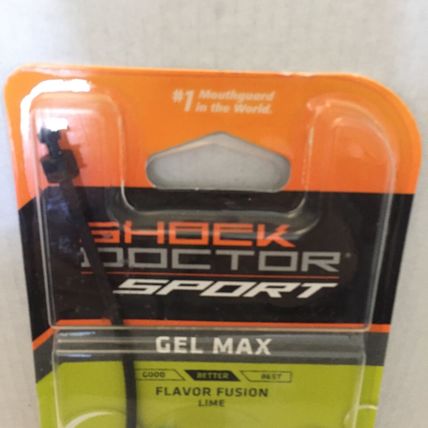 #1 Mouthguard
in the World.
SHOCK
DOCTOR®
SPORT
GEL MAX
GOOD BETTER BEST
FLAVOR FUSION
LIME